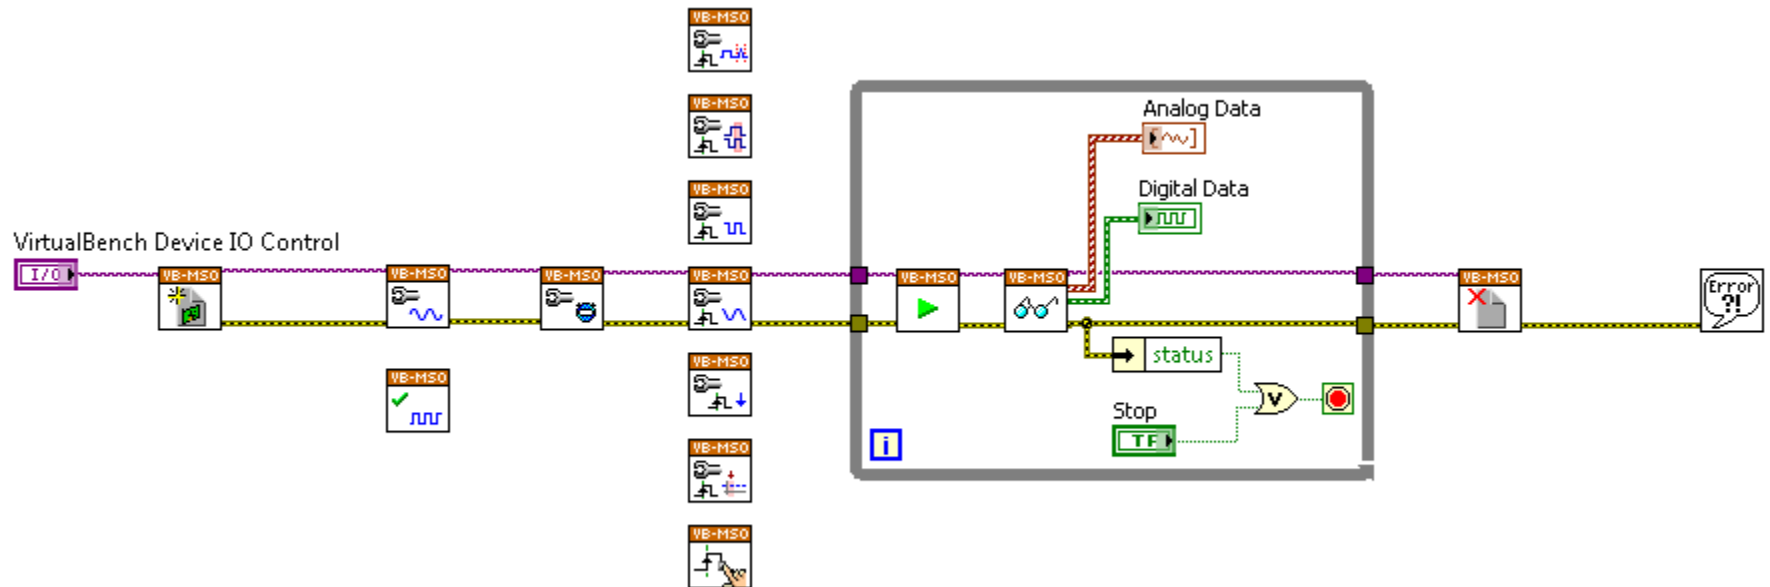 VB-MSO
VB-MSO
Analog Data
VB-MSO
Digital Data
VirtualBench Device IO Control
I/O
VB-MSO
VB-MSO
VB-MSO
VB-MSO
VB-MSO
VB-MSO
VB-MSO
Error
?!
status
VB-MSO
VB-MSO
V
Stop
TF
i
VB-MSO
VB-MSO